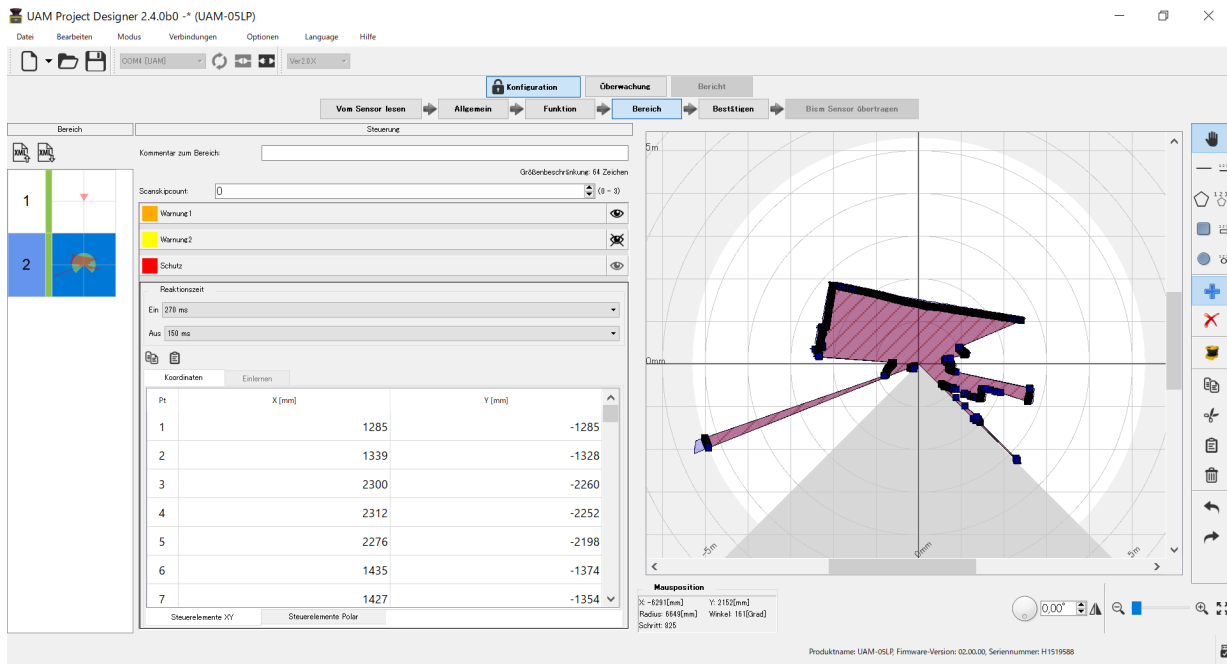 UAM Project Designer 2.4.0b0 -* (UAM-05LP)
Datei Bearbeiten Modus Verbindungen Optionen Language Hilfe
COM4 [UAM] Ver2.0X
Konfiguration Überwachung Bericht
Vom Sensor lesen Allgemein Funktion Bereich Bestätigen Bism Sensor übertragen
Bereich Steuerung
XML XML
Kommentar zum Bereich:
Größenbeschränkung: 64 Zeichen
Scanskipcount: 0 (0 - 3)
1
Warnung1
Warnung2
2
Schutz
Reaktionszeit
Ein 270 ms
Aus 150 ms
Koordinaten Einlernen
Pt X [mm] Y [mm]
1 1285 -1285
2 1339 -1328
3 2300 -2260
4 2312 -2252
5 2276 -2198
6 1435 -1374
7 1427 -1354
Steuerelemente XY Steuerelemente Polar
5m
0mm
-5m 0mm 5m
Mausposition
X: -6291[mm] Y: 2152[mm]
Radius: 6649[mm] Winkel: 161[Grad]
Schritt: 825
0,00°
Produktname: UAM-05LP, Firmware-Version: 02.00.00, Seriennummer: H1519588